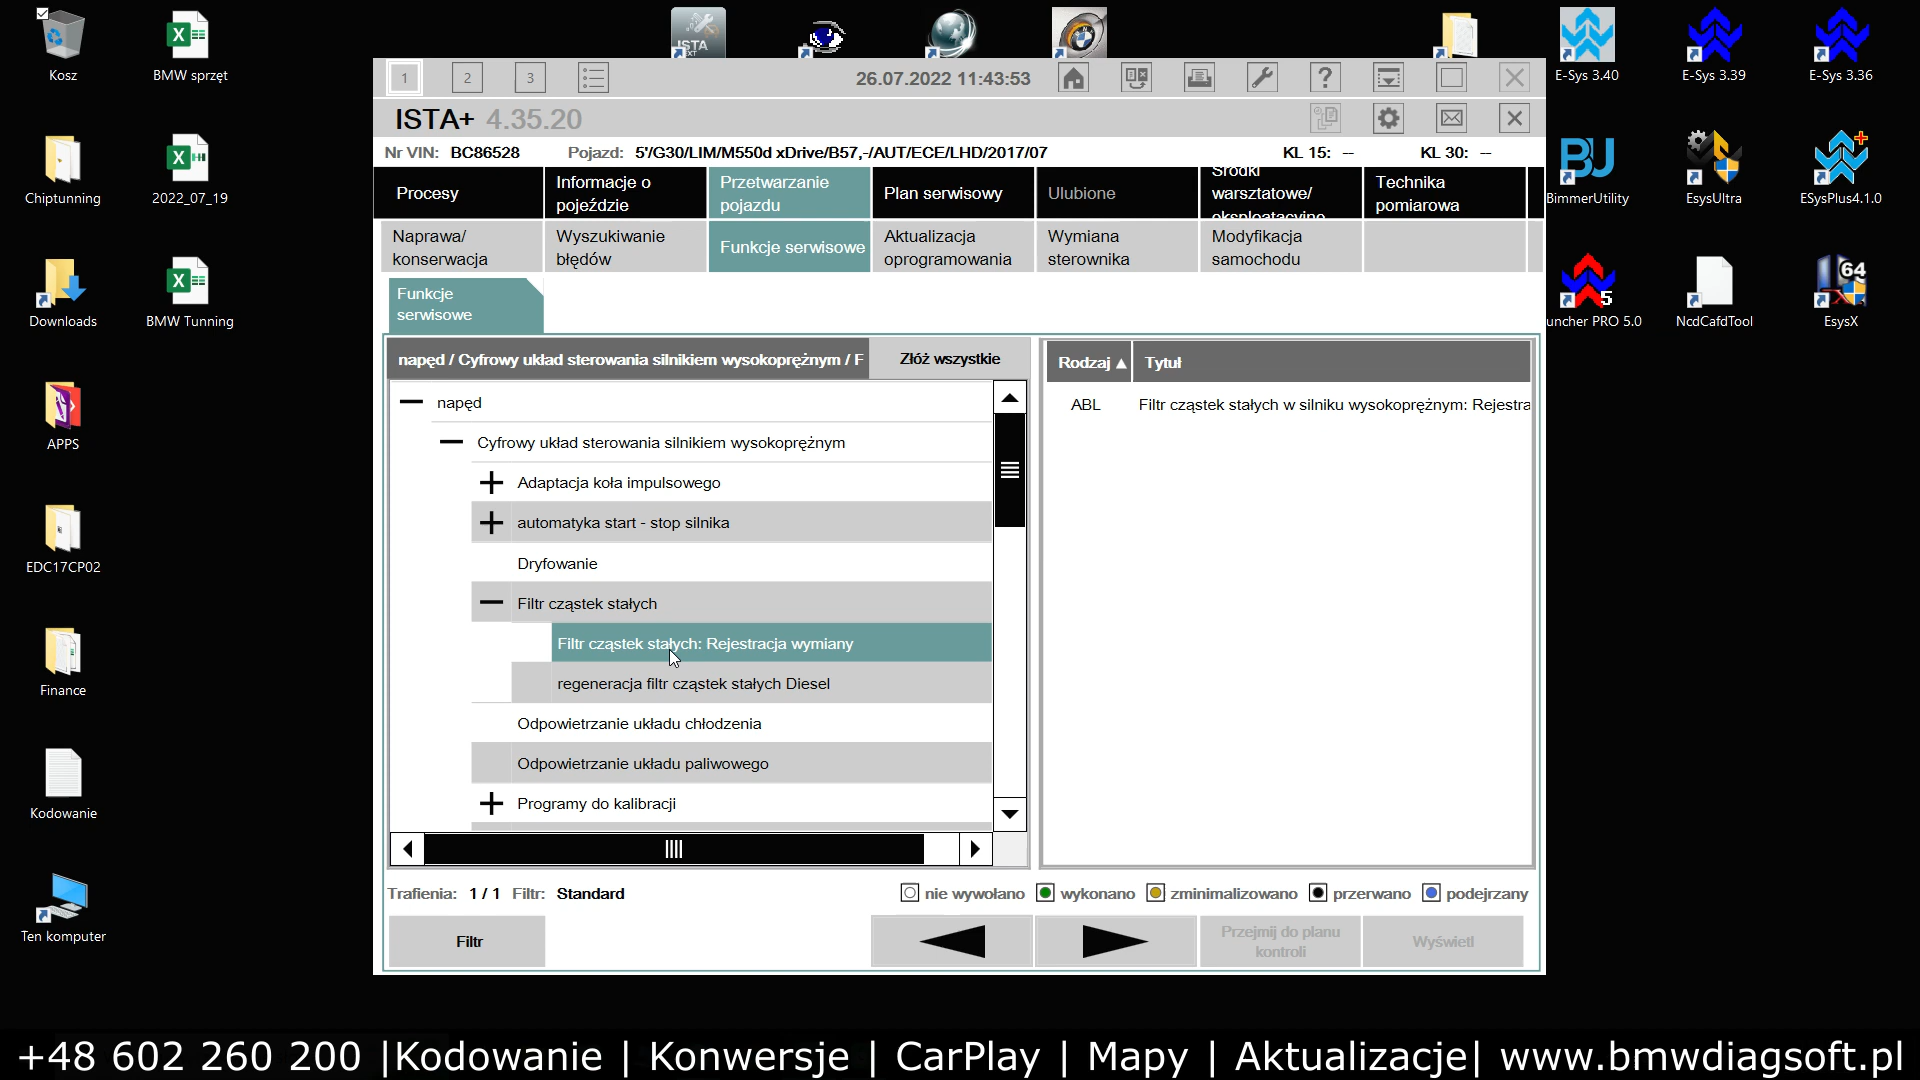 Kosz
BMW sprzęt
ISTA
E-Sys 3.40
E-Sys 3.39
E-Sys 3.36
Chiptunning
2022_07_19
BimmerUtility
EsysUltra
ESysPlus4.1.0
Downloads
BMW Tunning
uncher PRO 5.0
NcdCafdTool
64
EsysX
APPS
EDC17CP02
Finance
Kodowanie
Ten komputer
1
2
3
26.07.2022 11:43:53
ISTA+ 4.35.20
Nr VIN: BC86528 Pojazd: 5'/G30/LIM/M550d xDrive/B57,-/AUT/ECE/LHD/2017/07 KL 15: -- KL 30: --
Procesy
Informacje o
pojeździe
Przetwarzanie
pojazdu
Plan serwisowy
Ulubione
Środki
warsztatowe/
eksploatacyjne
Technika
pomiarowa
Naprawa/
konserwacja
Wyszukiwanie
błędów
Funkcje serwisowe
Aktualizacja
oprogramowania
Wymiana
sterownika
Modyfikacja
samochodu
Funkcje
serwisowe
napęd / Cyfrowy układ sterowania silnikiem wysokoprężnym / F
Złóż wszystkie
napęd
Cyfrowy układ sterowania silnikiem wysokoprężnym
Adaptacja koła impulsowego
automatyka start - stop silnika
Dryfowanie
Filtr cząstek stałych
Filtr cząstek stałych: Rejestracja wymiany
regeneracja filtr cząstek stałych Diesel
Odpowietrzanie układu chłodzenia
Odpowietrzanie układu paliwowego
Programy do kalibracji
Rodzaj ▲ Tytuł
ABL Filtr cząstek stałych w silniku wysokoprężnym: Rejestra
Trafienia: 1 / 1 Filtr: Standard
nie wywołano wykonano zminimalizowano przerwano podejrzany
Filtr
Przejmij do planu
kontroli
Wyświetl
+48 602 260 200 |Kodowanie | Konwersje | CarPlay | Mapy | Aktualizacje| www.bmwdiagsoft.pl